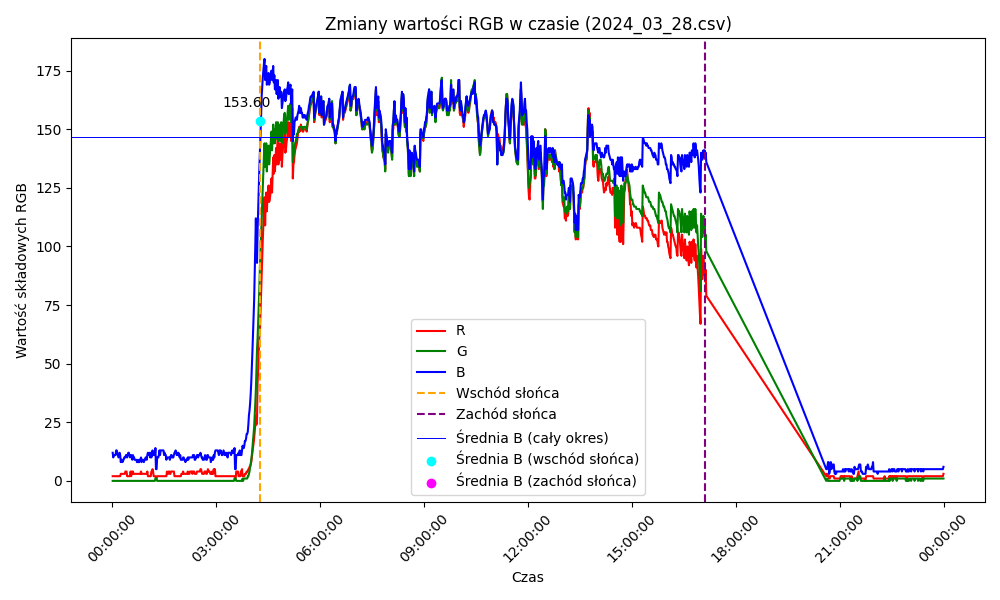 Zmiany wartości RGB w czasie (2024_03_28.csv)
175
150
125
100
75
50
25
0
Wartość składowych RGB
153.60
R
G
B
Wschód słońca
Zachód słońca
Średnia B (cały okres)
Średnia B (wschód słońca)
Średnia B (zachód słońca)
00:00:00
03:00:00
06:00:00
09:00:00
12:00:00
15:00:00
18:00:00
21:00:00
00:00:00
Czas